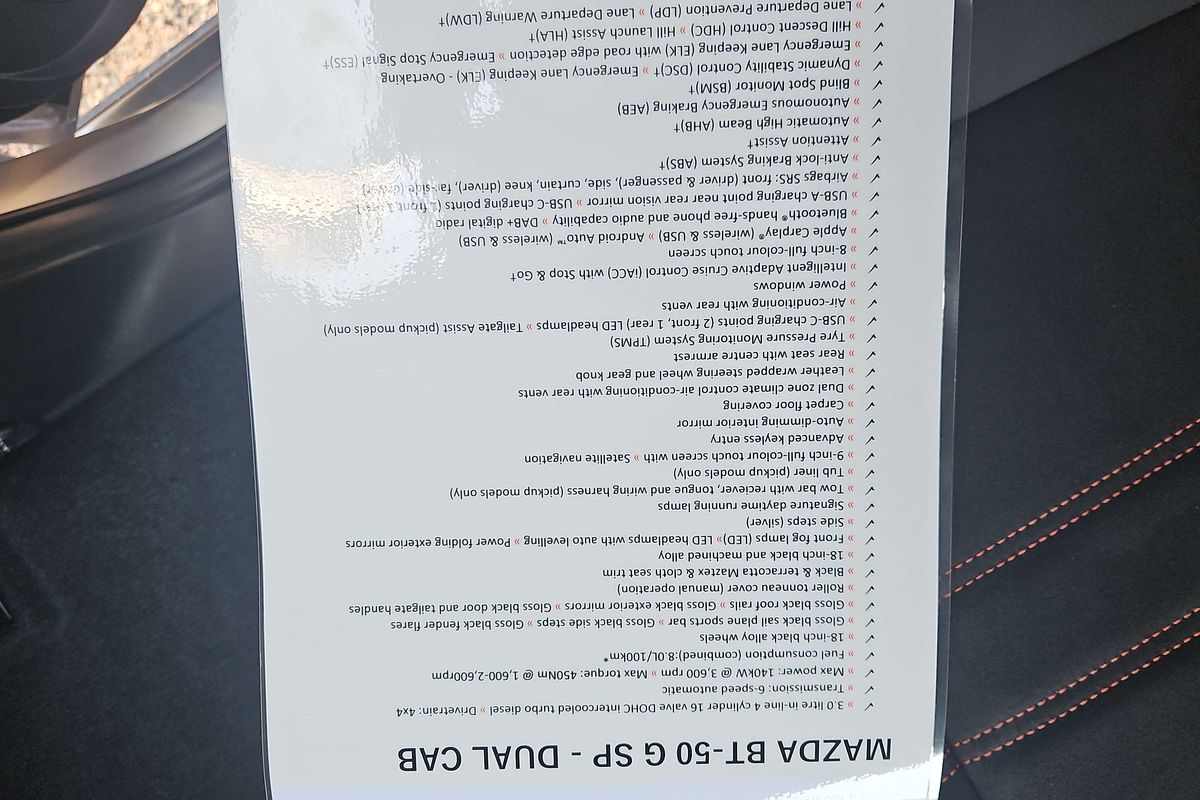 MAZDA BT-50 G SP - DUAL CAB
✓ » 3.0 litre in-line 4 cylinder 16 valve DOHC intercooled turbo diesel » Drivetrain: 4x4
✓ » Transmission: 6-speed automatic
✓ » Max power: 140kW @ 3,600 rpm » Max torque: 450Nm @ 1,600-2,600rpm
✓ » Fuel consumption (combined):8.0L/100km*
✓ » 18-inch black alloy wheels
✓ » Gloss black sail plane sports bar » Gloss black side steps » Gloss black fender flares
✓ » Gloss black roof rails » Gloss black exterior mirrors » Gloss black door and tailgate handles
✓ » Roller tonneau cover (manual operation)
✓ » Black & terracotta Maztex & cloth seat trim
✓ » 18-inch black and machined alloy
✓ » Front fog lamps (LED)» LED headlamps with auto levelling » Power folding exterior mirrors
✓ » Side steps (silver)
✓ » Signature daytime running lamps
✓ » Tow bar with reciever, tongue and wiring harness (pickup models only)
✓ » Tub liner (pickup models only)
✓ » 9-inch full-colour touch screen with » Satellite navigation
✓ » Advanced keyless entry
✓ » Auto-dimming interior mirror
✓ » Carpet floor covering
✓ » Dual zone climate control air-conditioning with rear vents
✓ » Leather wrapped steering wheel and gear knob
✓ » Rear seat with centre armrest
✓ » Tyre Pressure Monitoring System (TPMS)
✓ » USB-C charging points (2 front, 1 rear) LED headlamps » Tailgate Assist (pickup models only)
✓ » Air-conditioning with rear vents
✓ » Power windows
✓ » Intelligent Adaptive Cruise Control (iACC) with Stop & Go†
✓ » 8-inch full-colour touch screen
✓ » Apple Carplay® (wireless & USB) » Android Auto™ (wireless & USB)
✓ » Bluetooth® hands-free phone and audio capability » DAB+ digital radio
✓ » USB-A charging point near rear vision mirror » USB-C charging points (1 front, 1 rear)
✓ » Airbags SRS: front (driver & passenger), side, curtain, knee (driver), far-side (driver)
✓ » Anti-lock Braking System (ABS)†
✓ » Attention Assist†
✓ » Automatic High Beam (AHB)†
✓ » Autonomous Emergency Braking (AEB)
✓ » Blind Spot Monitor (BSM)†
✓ » Dynamic Stability Control (DSC)† » Emergency Lane Keeping (ELK) - Overtaking
✓ » Emergency Lane Keeping (ELK) with road edge detection » Emergency Stop Signal (ESS)†
✓ » Hill Descent Control (HDC) » Hill Launch Assist (HLA)†
✓ » Lane Departure Prevention (LDP) » Lane Departure Warning (LDW)†